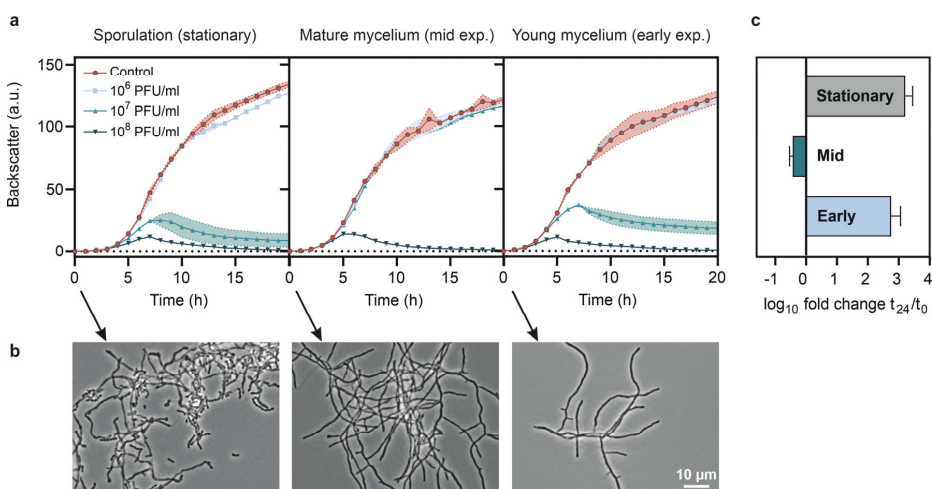 a
Sporulation (stationary)
Mature mycelium (mid exp.)
Young mycelium (early exp.)
Backscatter (a.u.)
150
100
50
0
Control
10⁶ PFU/ml
10⁷ PFU/ml
10⁸ PFU/ml
0 5 10 15 0 5 10 15 0 5 10 15 20
Time (h) Time (h) Time (h)
b
10 µm
c
Stationary
Mid
Early
-1 0 1 2 3 4
log₁₀ fold change t₂₄/t₀